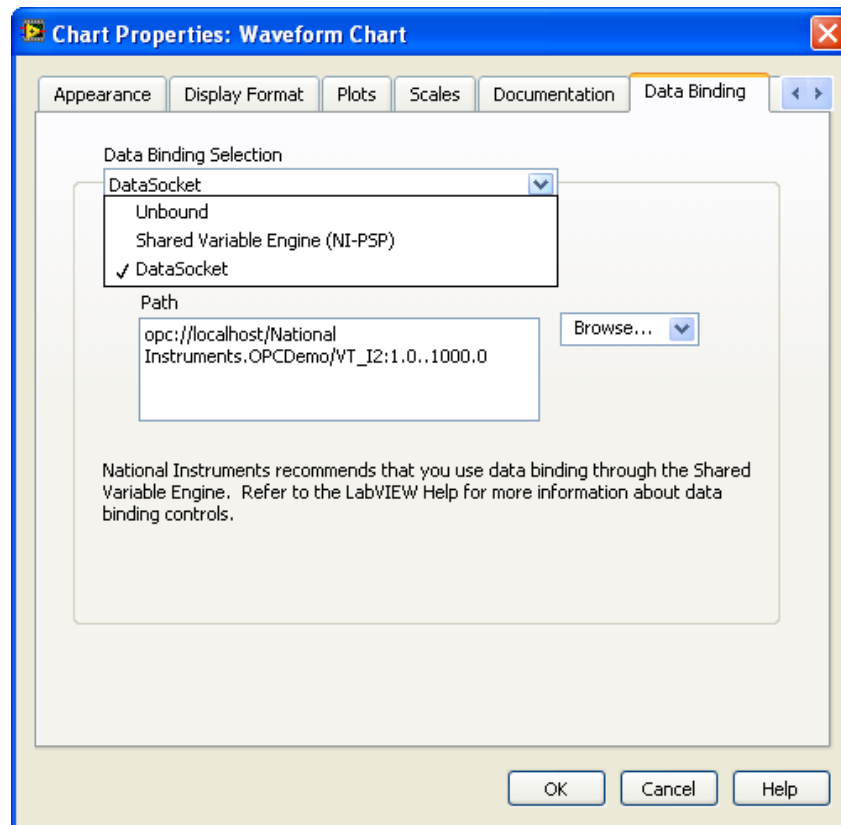 Chart Properties: Waveform Chart
Appearance Display Format Plots Scales Documentation Data Binding
Data Binding Selection
DataSocket
Unbound
Shared Variable Engine (NI-PSP)
✓ DataSocket
Path
opc://localhost/National
Instruments.OPCDemo/VT_I2:1.0..1000.0
Browse...
National Instruments recommends that you use data binding through the Shared
Variable Engine.  Refer to the LabVIEW Help for more information about data
binding controls.
OK Cancel Help